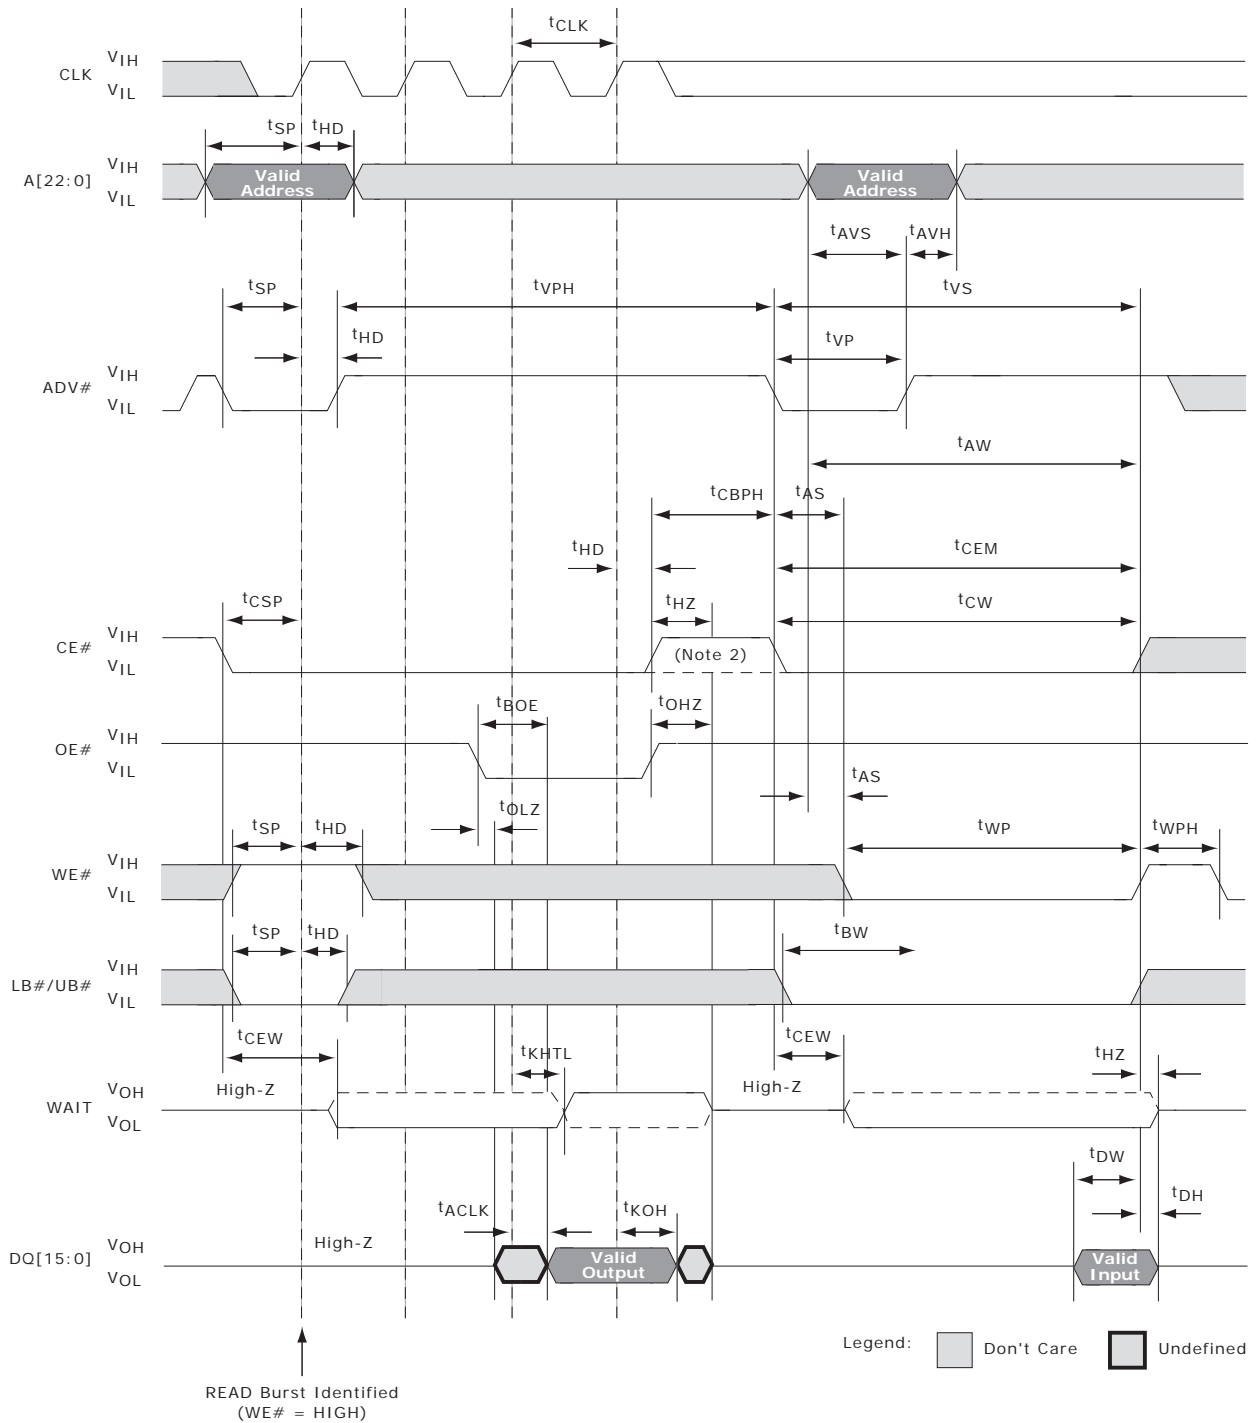 tCLK
CLK
VIH
VIL
tSP
tHD
A[22:0]
VIH
VIL
Valid
Address
Valid
Address
tAVS
tAVH
tSP
tVPH
tVS
tHD
tVP
ADV#
VIH
VIL
tAW
tCBPH
tAS
tHD
tCEM
tCSP
tHZ
tCW
CE#
VIH
VIL
(Note 2)
tBOE
tOHZ
OE#
VIH
VIL
tAS
tOLZ
tSP
tHD
tWP
tWPH
WE#
VIH
VIL
tSP
tHD
tBW
LB#/UB#
VIH
VIL
tCEW
tKHTL
tCEW
tHZ
High-Z
High-Z
WAIT
VOH
VOL
tDW
tDH
tACLK
tKOH
DQ[15:0]
VOH
VOL
High-Z
Valid
Output
Valid
Input
Legend:
Don't Care
Undefined
READ Burst Identified
(WE# = HIGH)